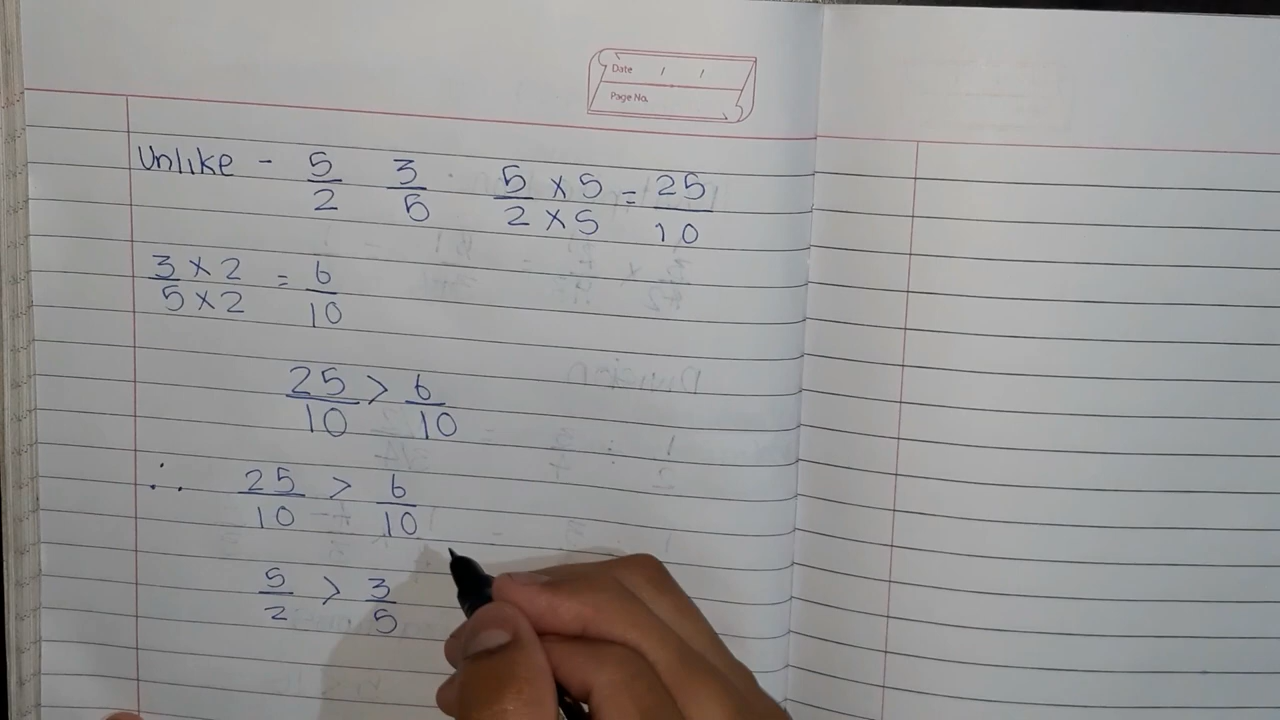 Date / /
Page No.
Unlike - 5/2 3/5 5 x 5 / 2 x 5 = 25/10
3 x 2 / 5 x 2 = 6/10
25/10 > 6/10
∴ 25/10 > 6/10
5/2 > 3/5